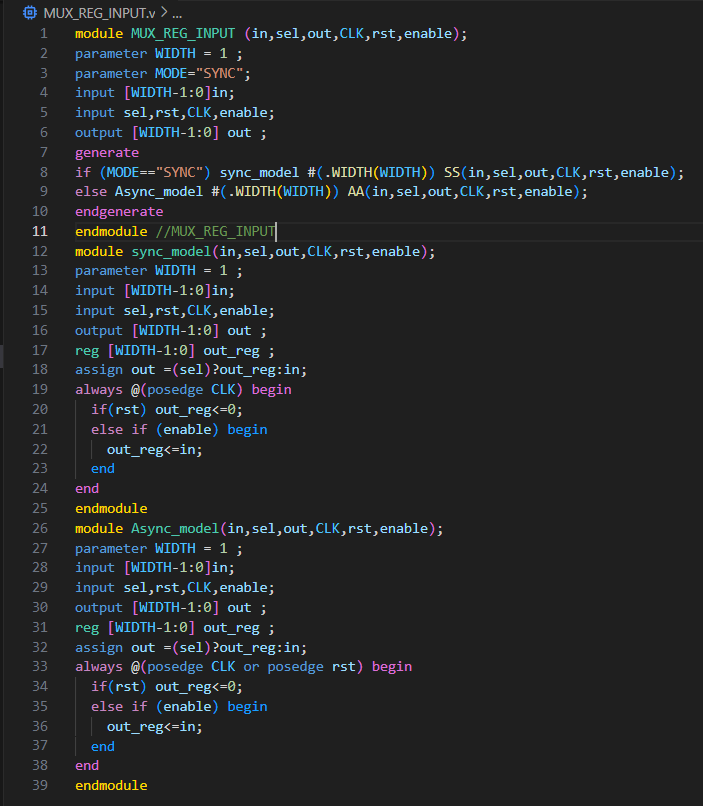 MUX_REG_INPUT.v > ...
1 module MUX_REG_INPUT (in,sel,out,CLK,rst,enable);
2 parameter WIDTH = 1 ;
3 parameter MODE="SYNC";
4 input [WIDTH-1:0]in;
5 input sel,rst,CLK,enable;
6 output [WIDTH-1:0] out ;
7 generate
8 if (MODE=="SYNC") sync_model #(.WIDTH(WIDTH)) SS(in,sel,out,CLK,rst,enable);
9 else Async_model #(.WIDTH(WIDTH)) AA(in,sel,out,CLK,rst,enable);
10 endgenerate
11 endmodule //MUX_REG_INPUT
12 module sync_model(in,sel,out,CLK,rst,enable);
13 parameter WIDTH = 1 ;
14 input [WIDTH-1:0]in;
15 input sel,rst,CLK,enable;
16 output [WIDTH-1:0] out ;
17 reg [WIDTH-1:0] out_reg ;
18 assign out =(sel)?out_reg:in;
19 always @(posedge CLK) begin
20   if(rst) out_reg<=0;
21   else if (enable) begin
22     out_reg<=in;
23   end
24 end
25 endmodule
26 module Async_model(in,sel,out,CLK,rst,enable);
27 parameter WIDTH = 1 ;
28 input [WIDTH-1:0]in;
29 input sel,rst,CLK,enable;
30 output [WIDTH-1:0] out ;
31 reg [WIDTH-1:0] out_reg ;
32 assign out =(sel)?out_reg:in;
33 always @(posedge CLK or posedge rst) begin
34   if(rst) out_reg<=0;
35   else if (enable) begin
36     out_reg<=in;
37   end
38 end
39 endmodule